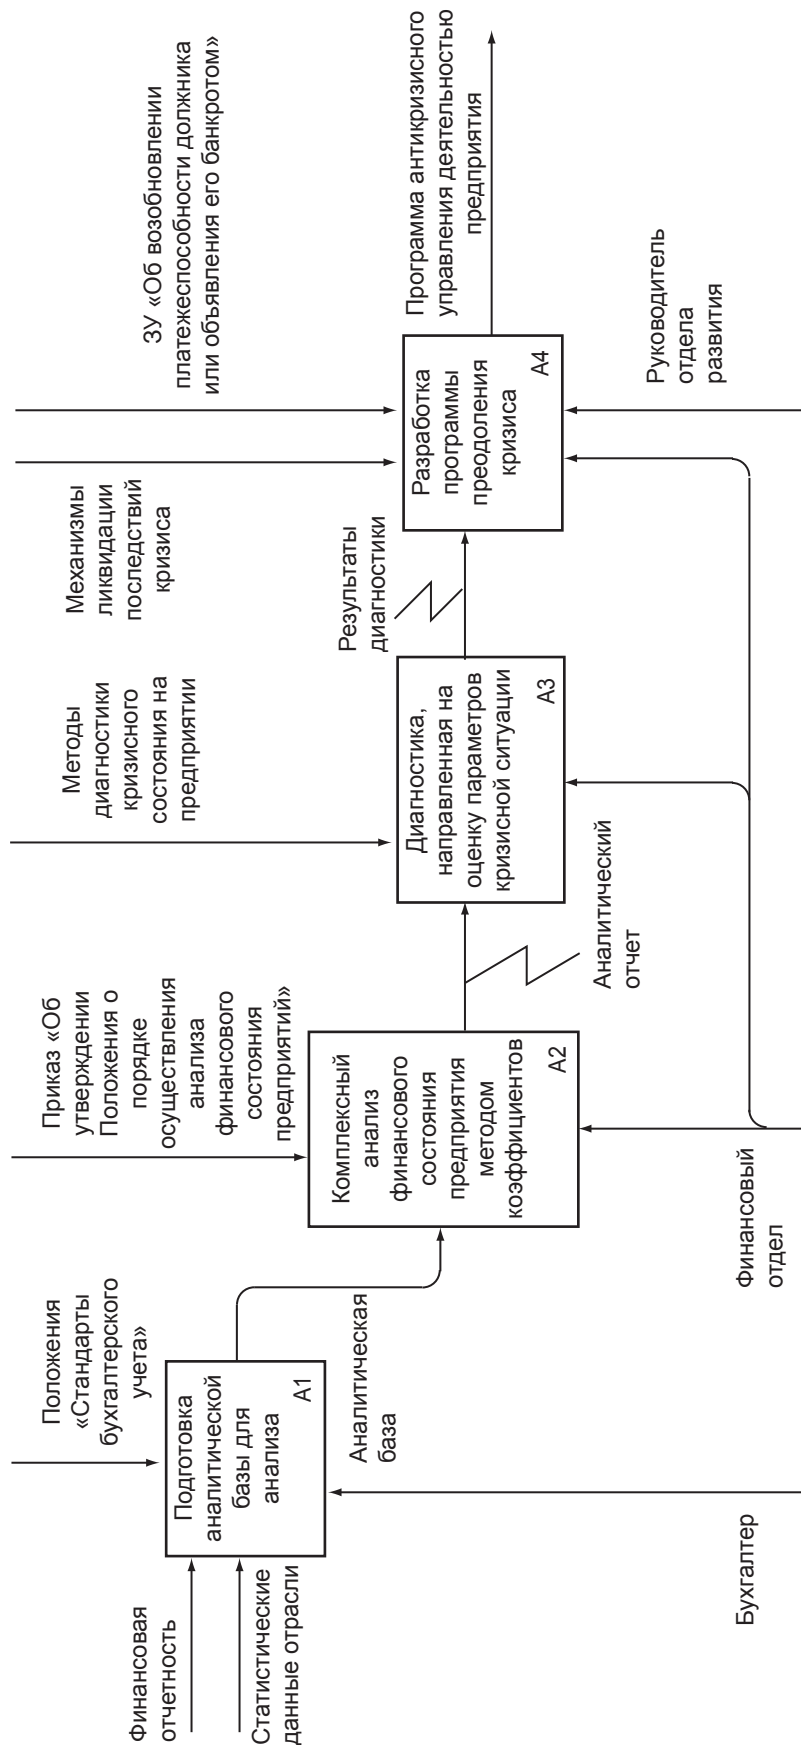 Финансовая
отчетность
Статистические
данные отрасли
Положения
«Стандарты
бухгалтерского
учета»
Подготовка
аналитической
базы для
анализа
А1
Аналитическая
база
Бухгалтер
Приказ «Об
утверждении
Положения о
порядке
осуществления
анализа
финансового
состояния
предприятий»
Комплексный
анализ
финансового
состояния
предприятия
методом
коэффициентов
А2
Финансовый
отдел
Аналитический
отчет
Методы
диагностики
кризисного
состояния на
предприятии
Диагностика,
направленная на
оценку параметров
кризисной ситуации
А3
Результаты
диагностики
Механизмы
ликвидации
последствий
кризиса
ЗУ «Об возобновлении
платежеспособности должника
или объявления его банкротом»
Разработка
программы
преодоления
кризиса
А4
Руководитель
отдела
развития
Программа антикризисного
управления деятельностью
предприятия